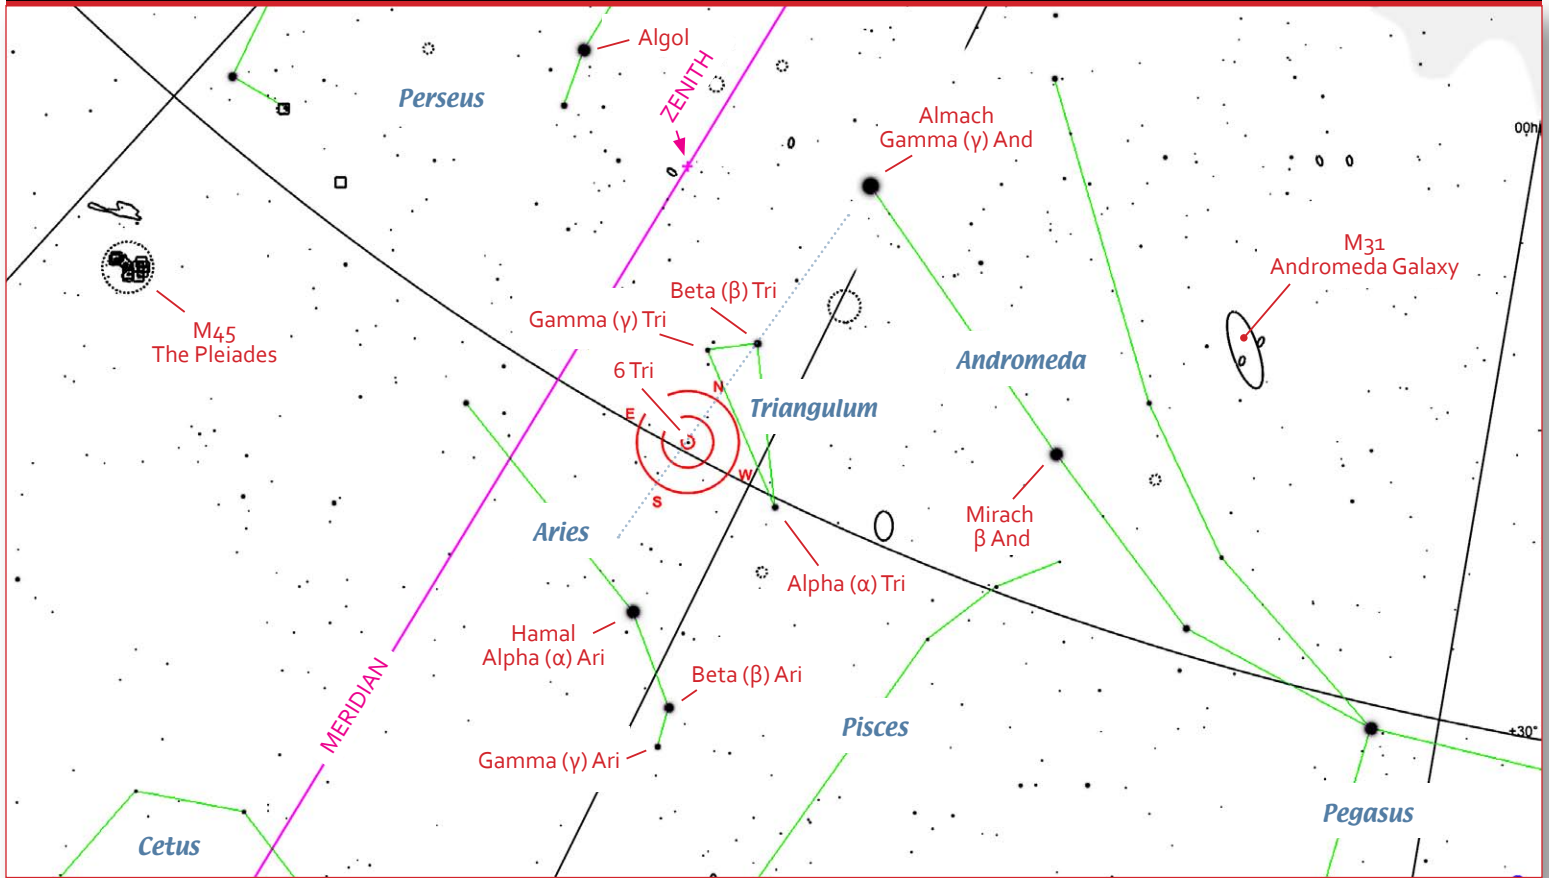 Algol
ZENITH
Perseus
Almach
Gamma (γ) And
00h
M31
Andromeda Galaxy
Beta (β) Tri
Gamma (γ) Tri
M45
The Pleiades
Andromeda
6 Tri
N
E
Triangulum
W
S
Aries
Mirach
β And
Alpha (α) Tri
Hamal
Alpha (α) Ari
Beta (β) Ari
MERIDIAN
Pisces
+30°
Gamma (γ) Ari
Pegasus
Cetus